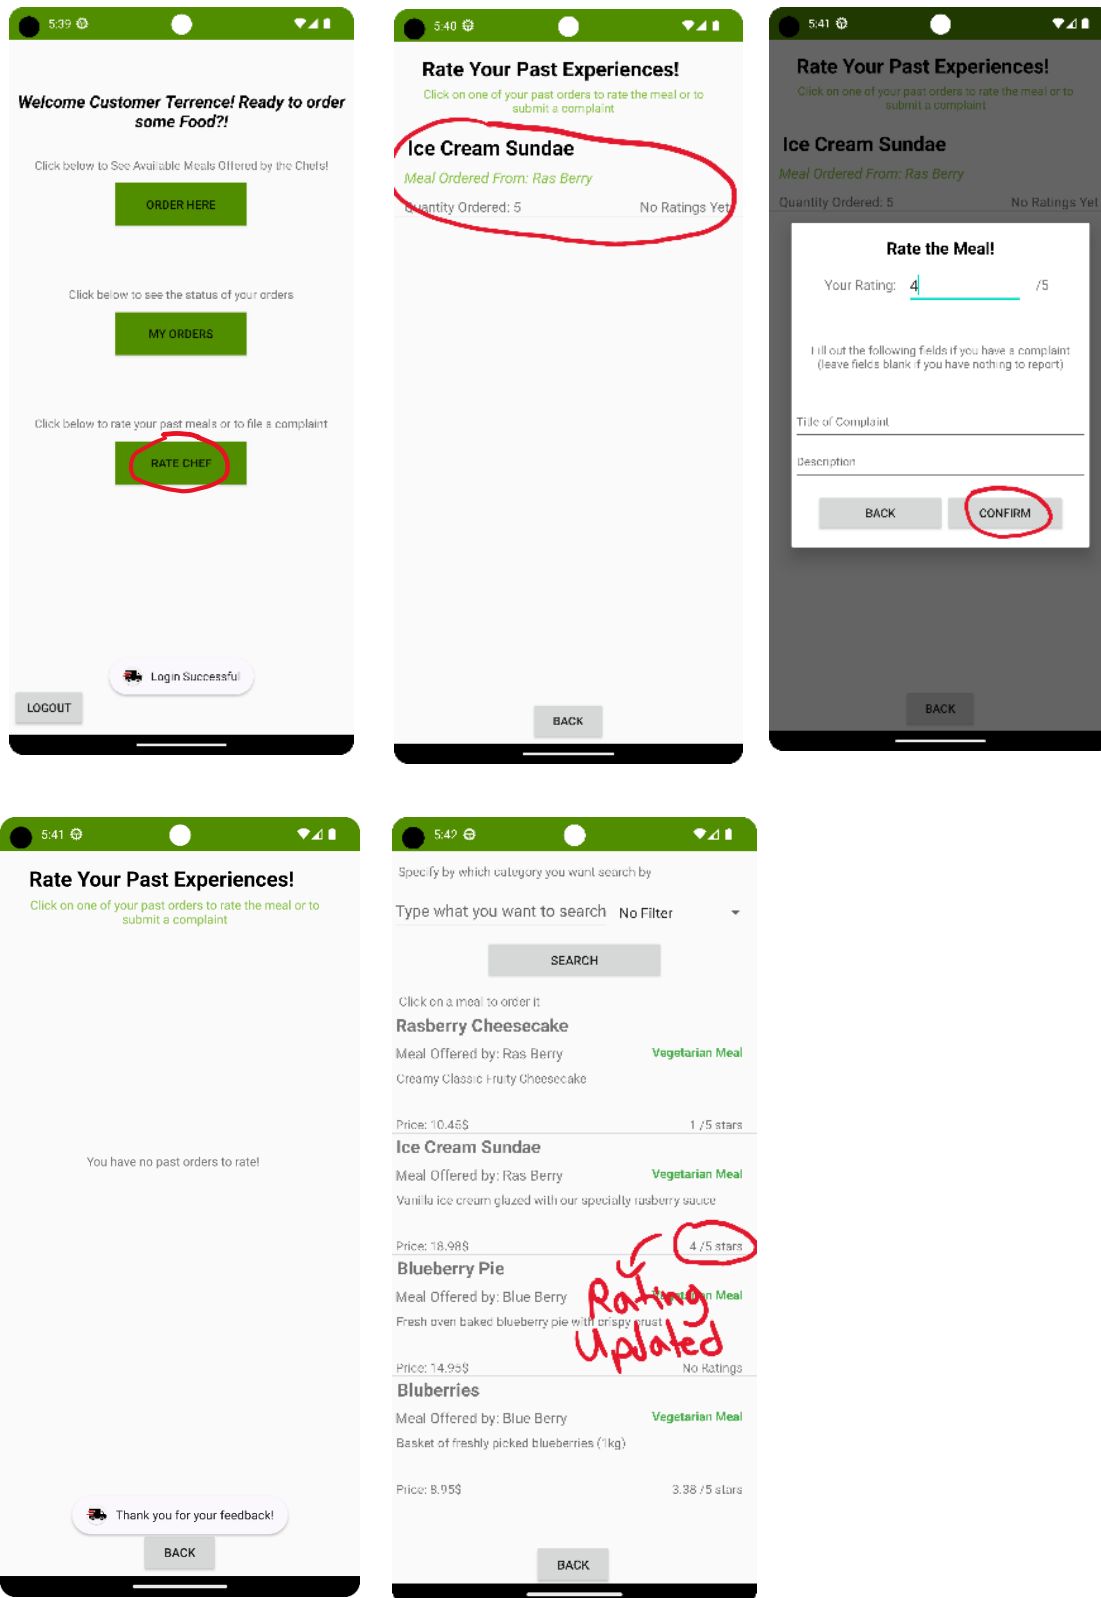 5:39
Welcome Customer Terrence! Ready to order
some Food?!
Click below to See Available Meals Offered by the Chefs!
ORDER HERE
Click below to see the status of your orders
MY ORDERS
Click below to rate your past meals or to file a complaint
RATE CHEF
Login Successful
LOGOUT
5:40
Rate Your Past Experiences!
Click on one of your past orders to rate the meal or to
submit a complaint
Ice Cream Sundae
Meal Ordered From: Ras Berry
Quantity Ordered: 5 No Ratings Yet
BACK
5:41
Rate Your Past Experiences!
Click on one of your past orders to rate the meal or to
submit a complaint
Ice Cream Sundae
Meal Ordered From: Ras Berry
Quantity Ordered: 5 No Ratings Yet
Rate the Meal!
Your Rating: 4 /5
Fill out the following fields if you have a complaint
(leave fields blank if you have nothing to report)
Title of Complaint
Description
BACK CONFIRM
BACK
5:41
Rate Your Past Experiences!
Click on one of your past orders to rate the meal or to
submit a complaint
You have no past orders to rate!
Thank you for your feedback!
BACK
5:42
Specify by which category you want search by
Type what you want to search No Filter
SEARCH
Click on a meal to order it
Rasberry Cheesecake
Meal Offered by: Ras Berry Vegetarian Meal
Creamy Classic Fruity Cheesecake
Price: 10.45$ 1 /5 stars
Ice Cream Sundae
Meal Offered by: Ras Berry Vegetarian Meal
Vanilla ice cream glazed with our specialty rasberry sauce
Price: 18.98$ 4 /5 stars
Rating
Updated
Blueberry Pie
Meal Offered by: Blue Berry Vegetarian Meal
Fresh oven baked blueberry pie with crispy crust
Price: 14.95$ No Ratings
Bluberries
Meal Offered by: Blue Berry Vegetarian Meal
Basket of freshly picked blueberries (1kg)
Price: 8.95$ 3.38 /5 stars
BACK